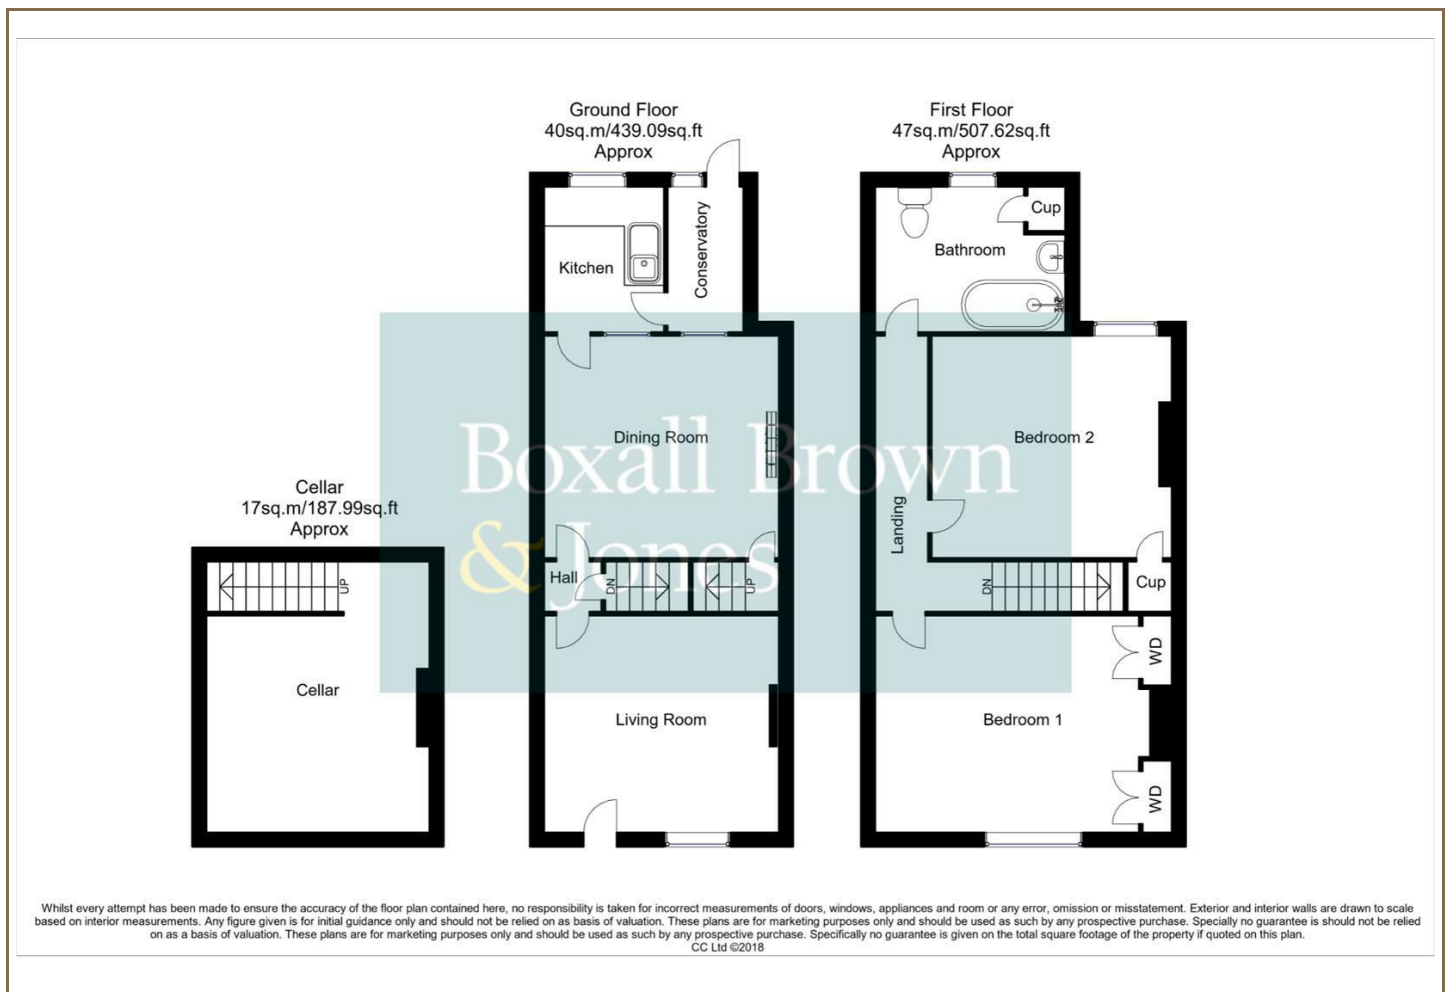 Ground Floor
40sq.m/439.09sq.ft
Approx
First Floor
47sq.m/507.62sq.ft
Approx
Cup
Conservatory
Bathroom
Kitchen
Dining Room
Bedroom 2
Boxall Brown
& Jones
Cellar
17sq.m/187.99sq.ft
Approx
Landing
Hall
DN
UP
DN
Cup
UP
WD
Cellar
Living Room
Bedroom 1
WD
Whilst every attempt has been made to ensure the accuracy of the floor plan contained here, no responsibility is taken for incorrect measurements of doors, windows, appliances and room or any error, omission or misstatement. Exterior and interior walls are drawn to scale
based on interior measurements. Any figure given is for initial guidance only and should not be relied on as basis of valuation. These plans are for marketing purposes only and should be used as such by any prospective purchase. Specially no guarantee is should not be relied
on as a basis of valuation. These plans are for marketing purposes only and should be used as such by any prospective purchase. Specifically no guarantee is given on the total square footage of the property if quoted on this plan.
CC Ltd ©2018